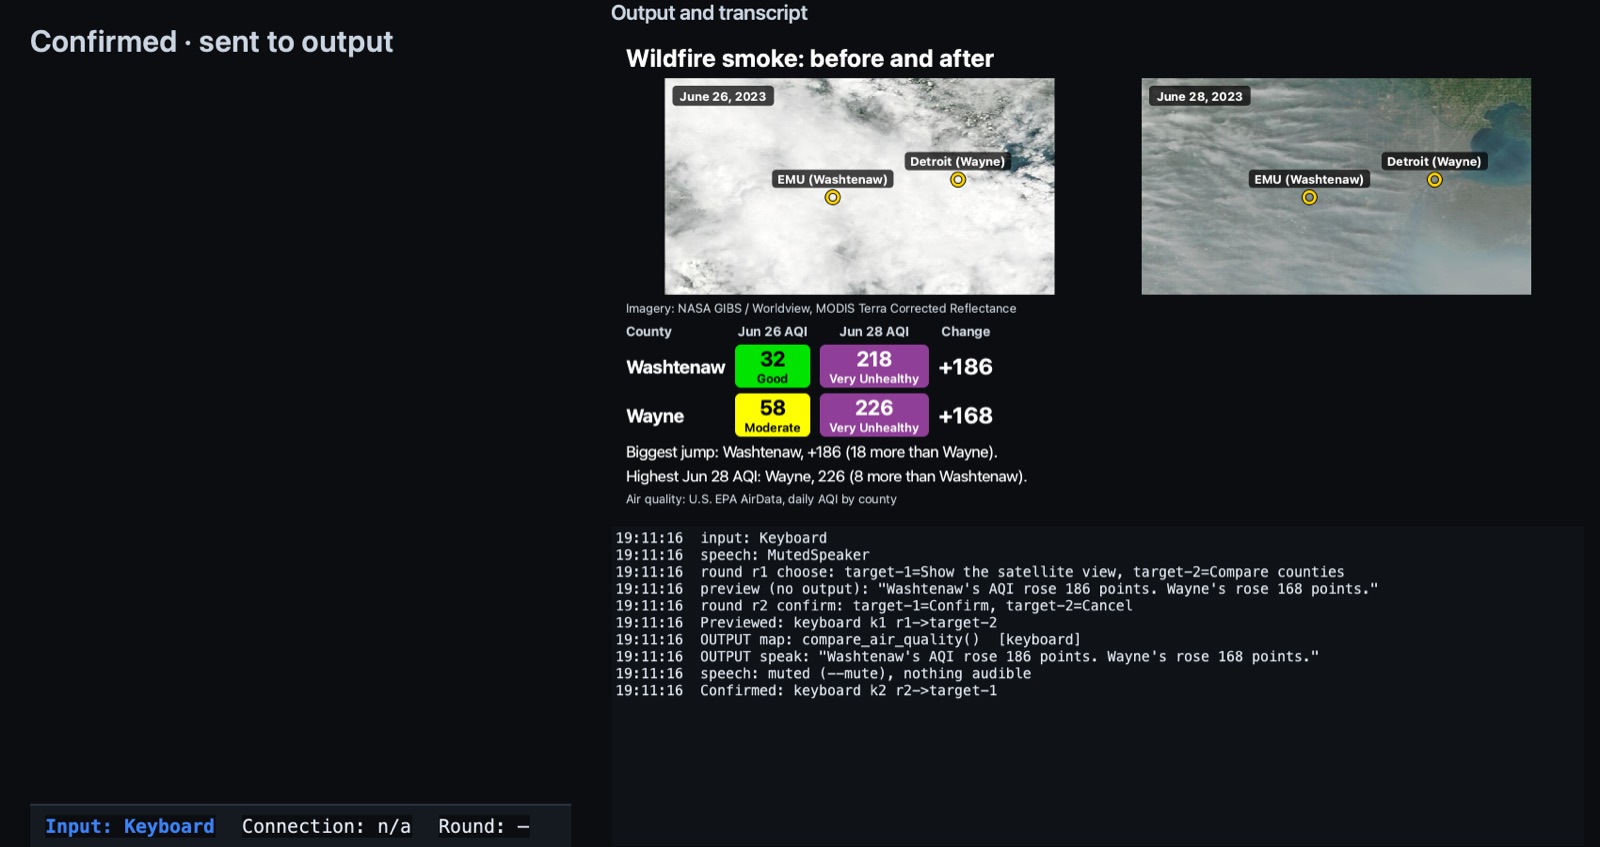 Confirmed · sent to output
Output and transcript
Wildfire smoke: before and after
June 26, 2023
Detroit (Wayne)
EMU (Washtenaw)
June 28, 2023
Detroit (Wayne)
EMU (Washtenaw)
Imagery: NASA GIBS / Worldview, MODIS Terra Corrected Reflectance
County Jun 26 AQI Jun 28 AQI Change
Washtenaw 32 Good 218 Very Unhealthy +186
Wayne 58 Moderate 226 Very Unhealthy +168
Biggest jump: Washtenaw, +186 (18 more than Wayne).
Highest Jun 28 AQI: Wayne, 226 (8 more than Washtenaw).
Air quality: U.S. EPA AirData, daily AQI by county
19:11:16 input: Keyboard
19:11:16 speech: MutedSpeaker
19:11:16 round r1 choose: target-1=Show the satellite view, target-2=Compare counties
19:11:16 preview (no output): "Washtenaw's AQI rose 186 points. Wayne's rose 168 points."
19:11:16 round r2 confirm: target-1=Confirm, target-2=Cancel
19:11:16 Previewed: keyboard k1 r1->target-2
19:11:16 OUTPUT map: compare_air_quality() [keyboard]
19:11:16 OUTPUT speak: "Washtenaw's AQI rose 186 points. Wayne's rose 168 points."
19:11:16 speech: muted (--mute), nothing audible
19:11:16 Confirmed: keyboard k2 r2->target-1
Input: Keyboard Connection: n/a Round: —